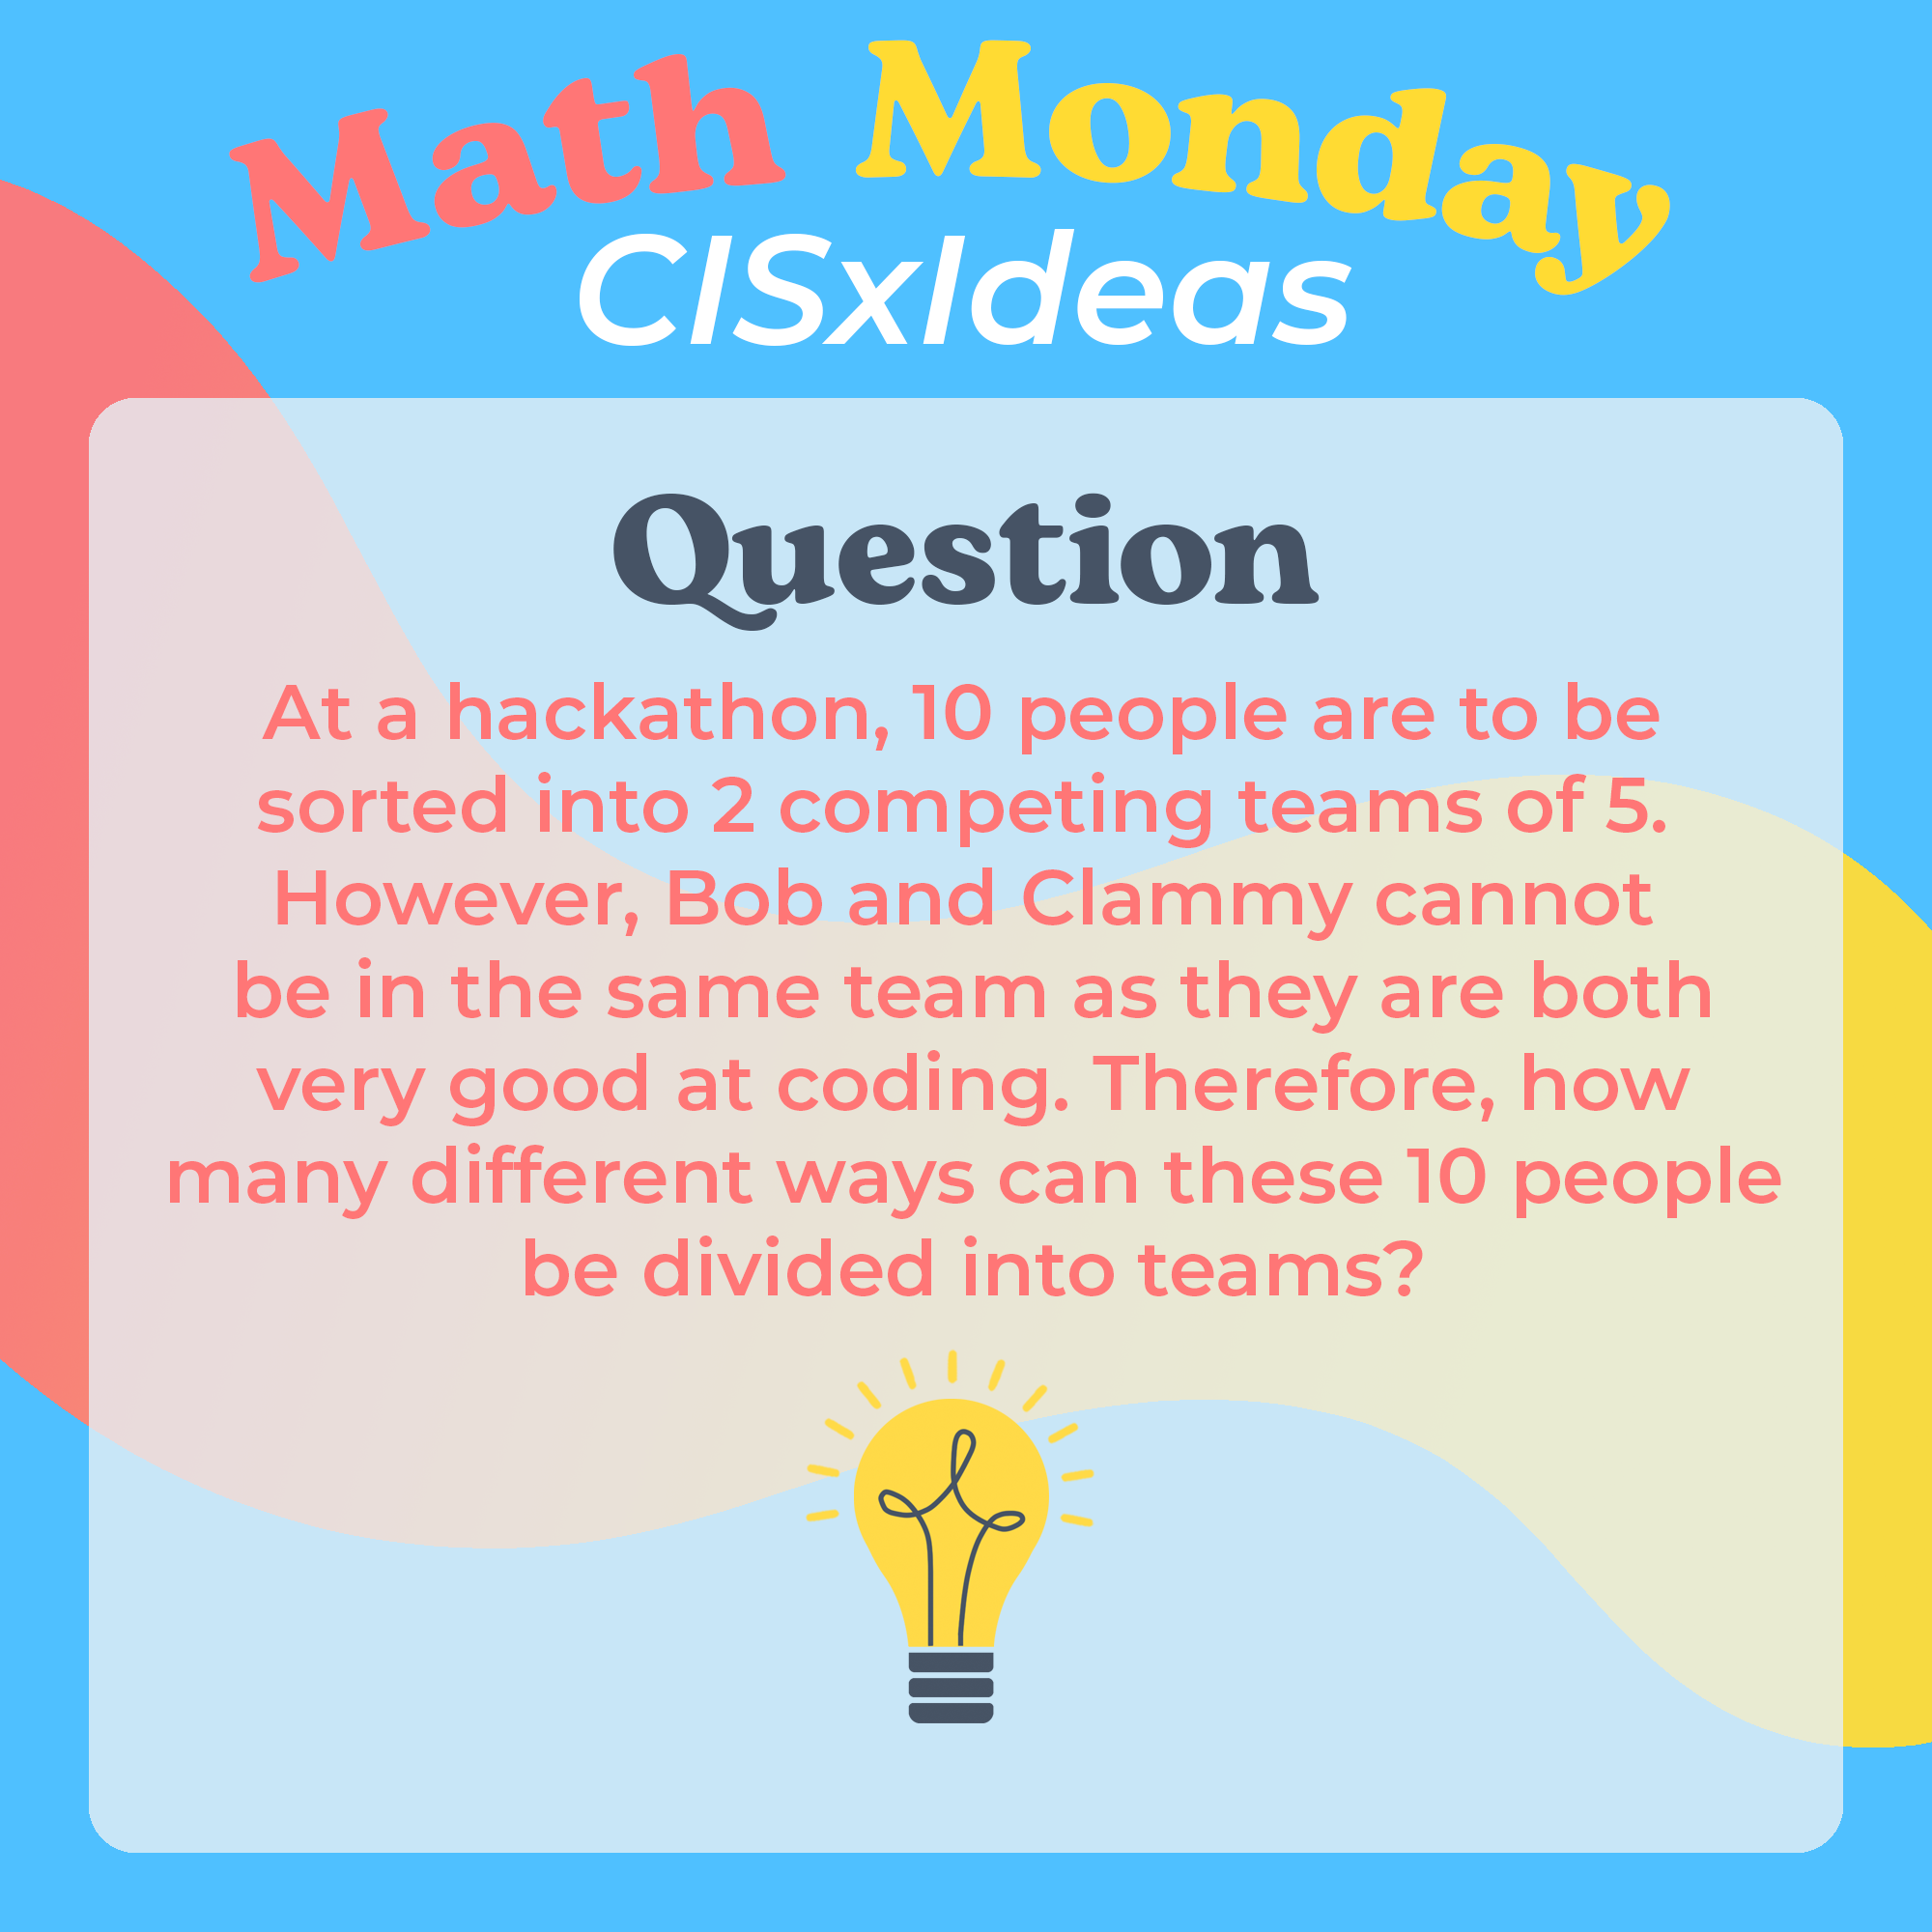 Math Monday
CISxIdeas
Question
At a hackathon, 10 people are to be
sorted into 2 competing teams of 5.
However, Bob and Clammy cannot
be in the same team as they are both
very good at coding. Therefore, how
many different ways can these 10 people
be divided into teams?